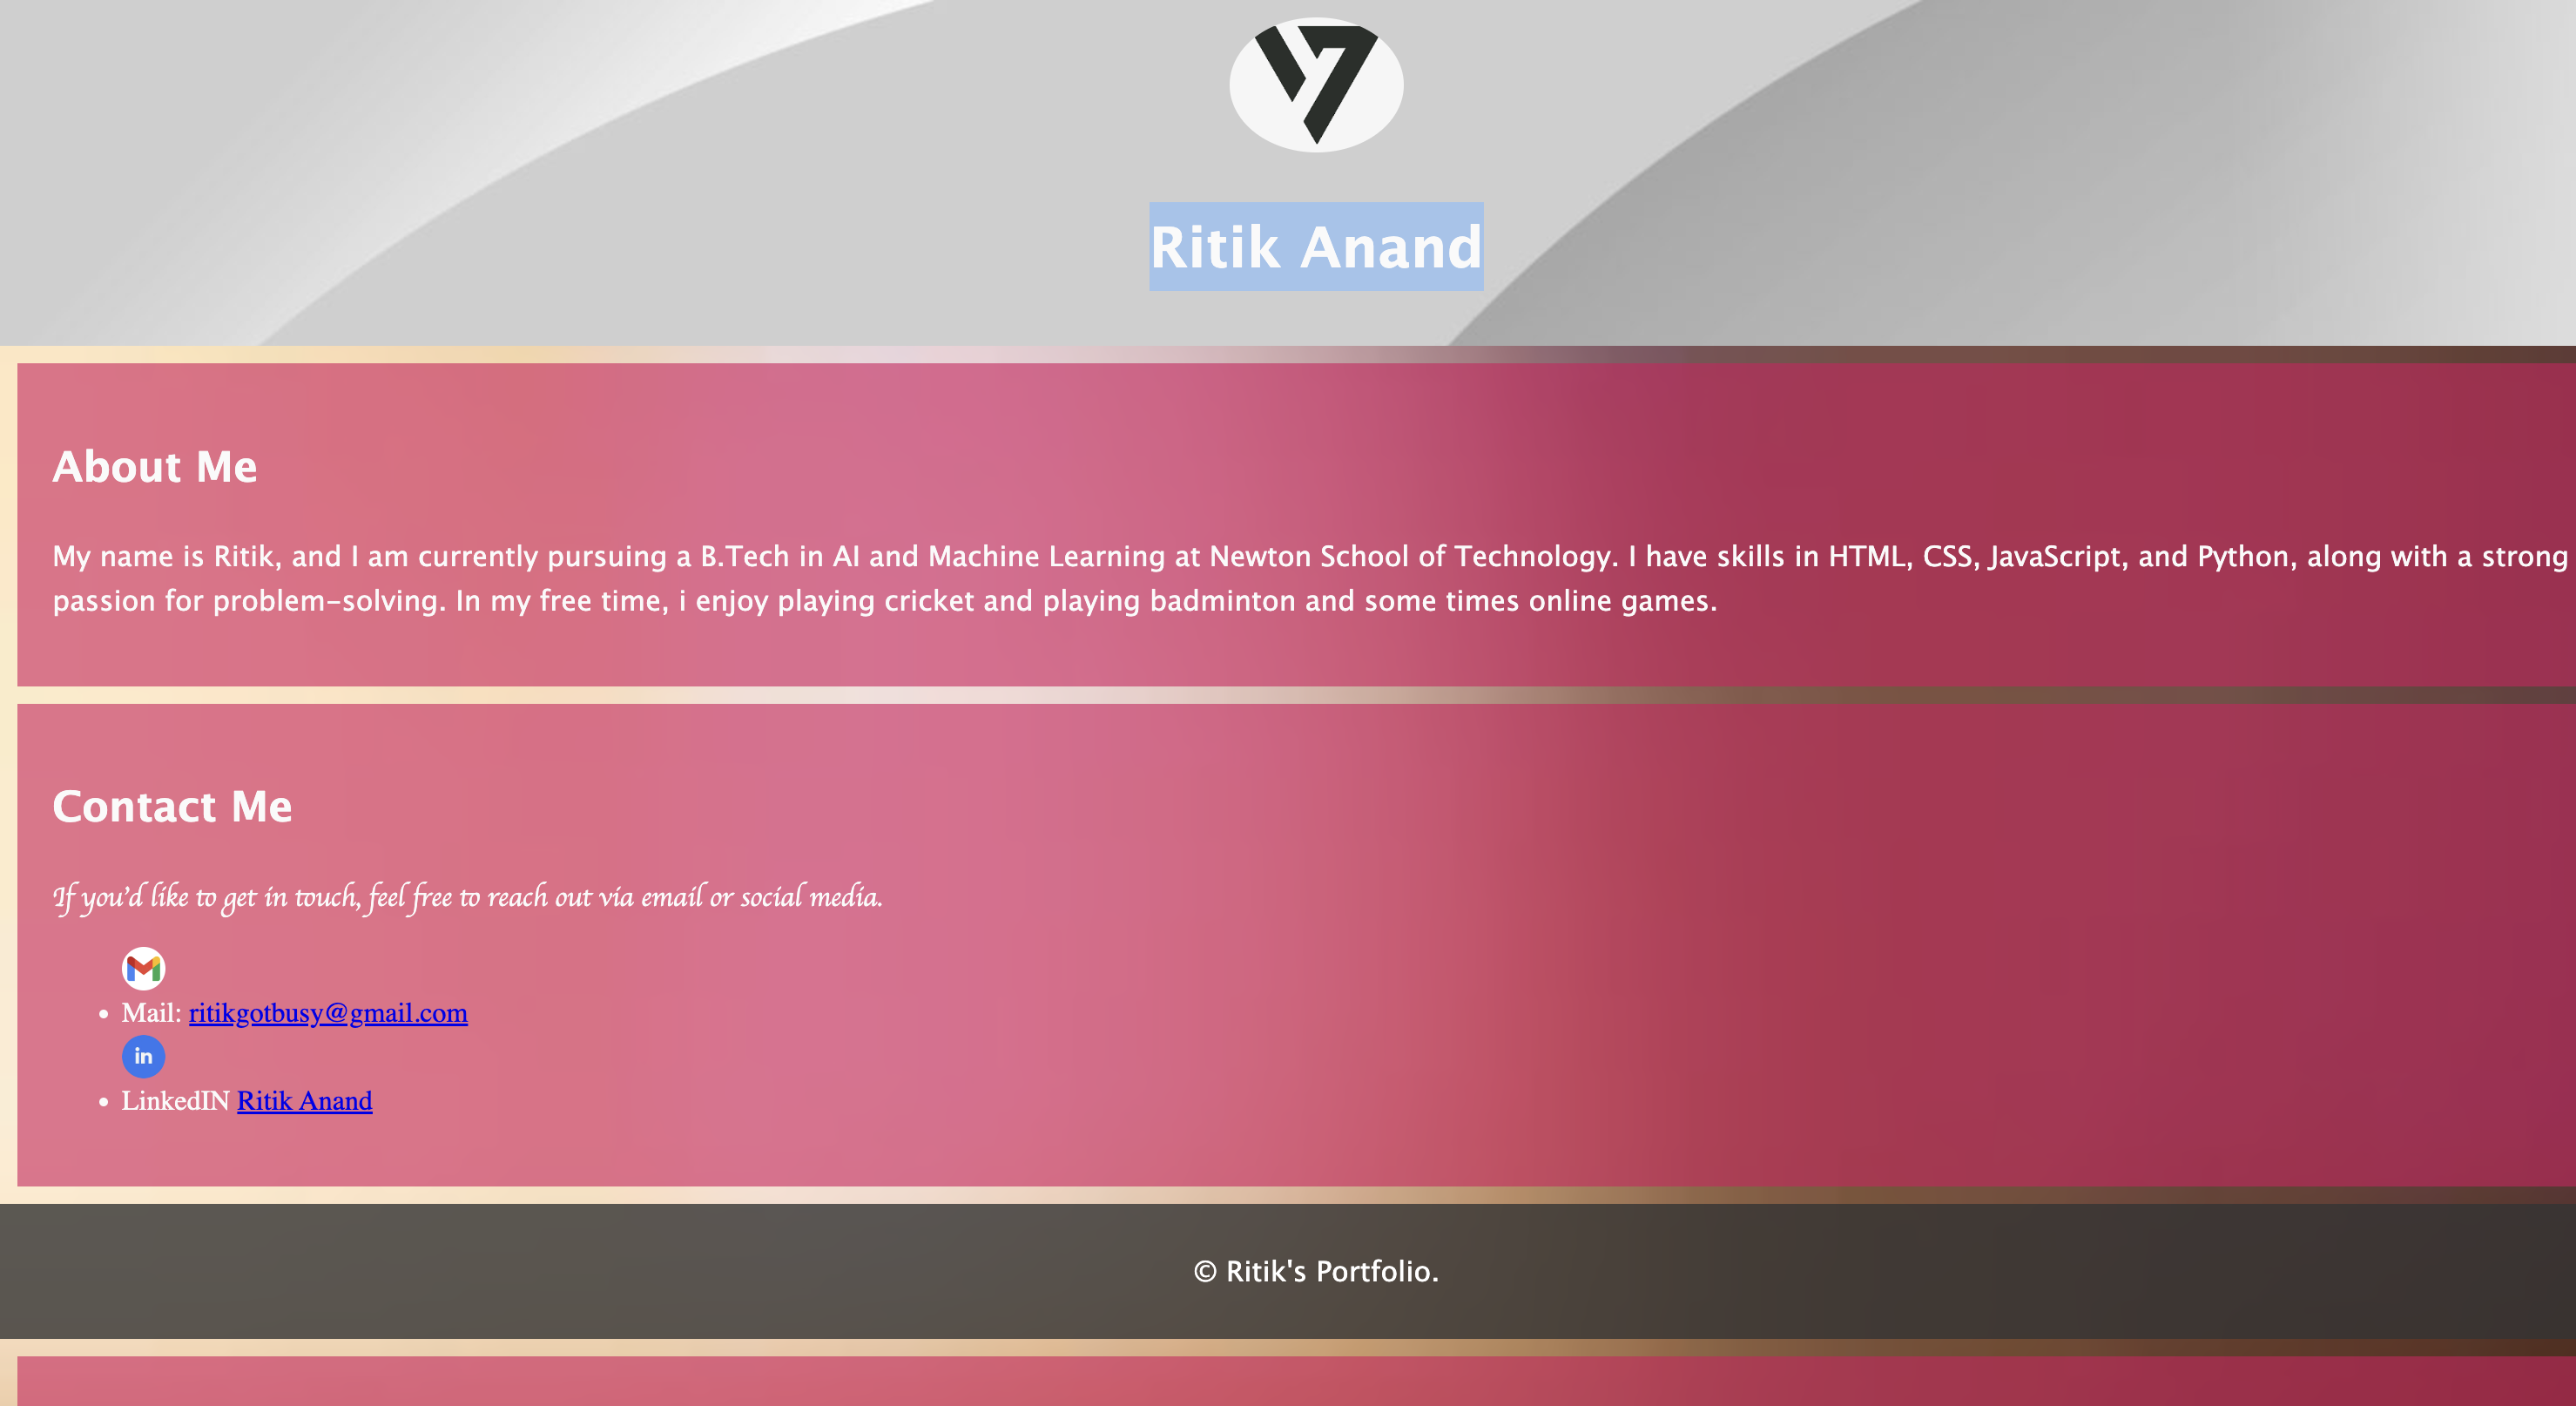 Ritik Anand
About Me
My name is Ritik, and I am currently pursuing a B.Tech in AI and Machine Learning at Newton School of Technology. I have skills in HTML, CSS, JavaScript, and Python, along with a strong
passion for problem-solving. In my free time, i enjoy playing cricket and playing badminton and some times online games.
Contact Me
If you'd like to get in touch, feel free to reach out via email or social media.
• Mail: ritikgotbusy@gmail.com
in
• LinkedIN Ritik Anand
© Ritik's Portfolio.